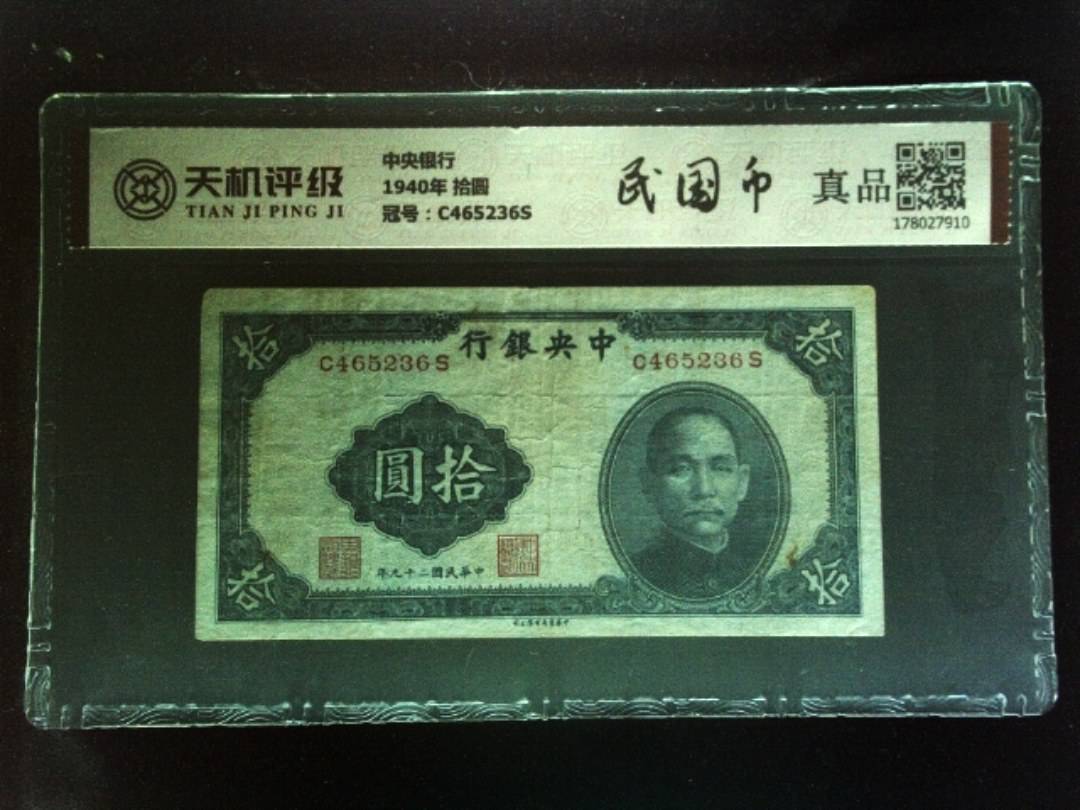 天机评级
TIAN JI PING JI
中央银行
1940年 拾圆
冠号：C465236S
民国币
真品
178027910
行銀央中
C465236S
C465236S
拾
拾
圓拾
年九十二國民華中
拾
拾